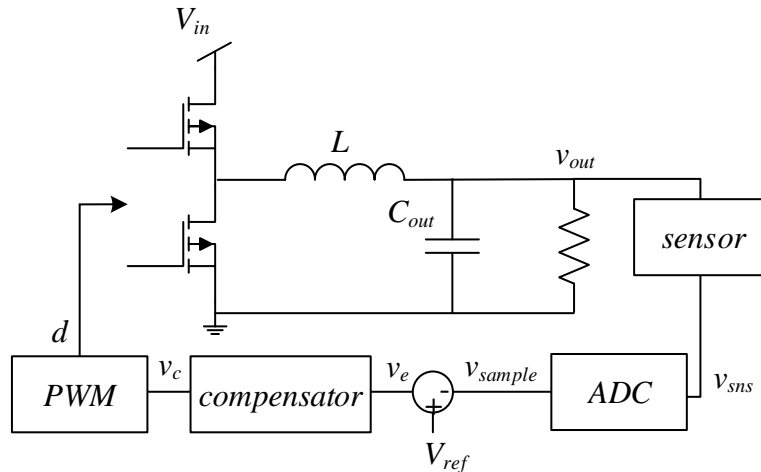 V_in
L
v_out
C_out
sensor
d
v_c
v_e
v_sample
v_sns
PWM
compensator
-
ADC
+
V_ref